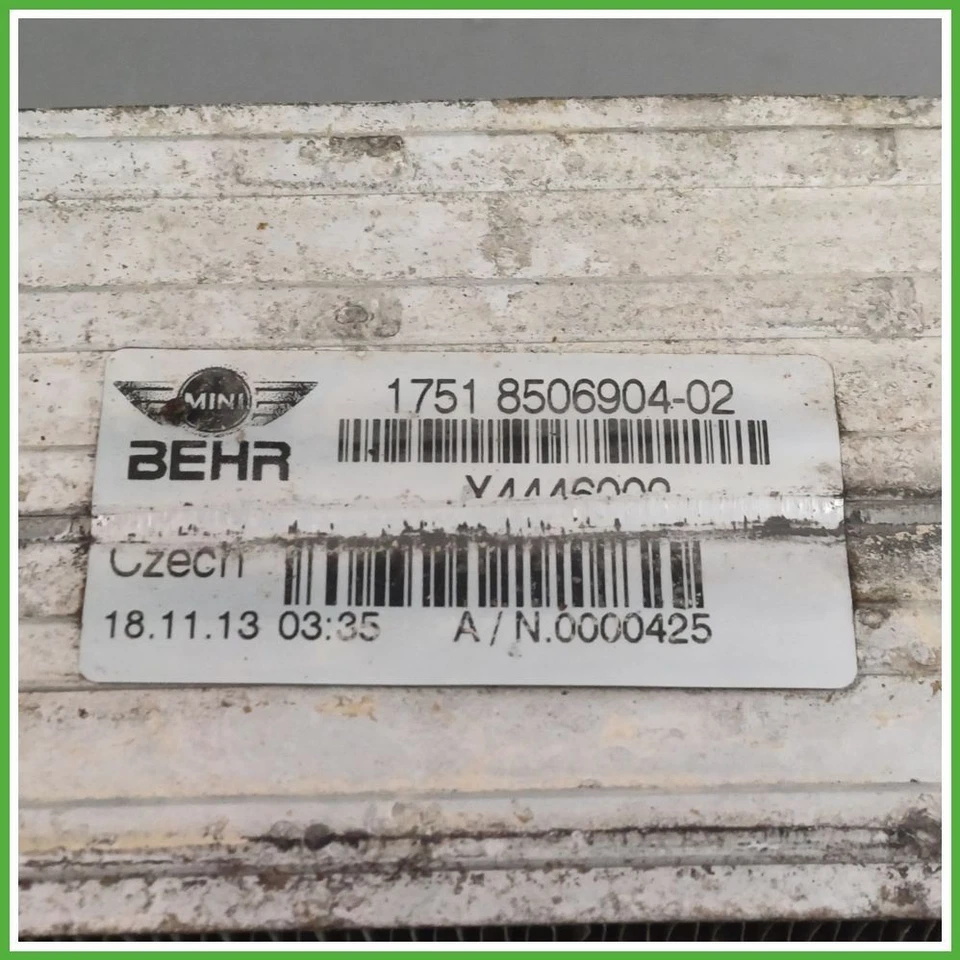 MINI
1751 8506904-02
BEHR
Czech
18.11.13 03:35 A/N.0000425